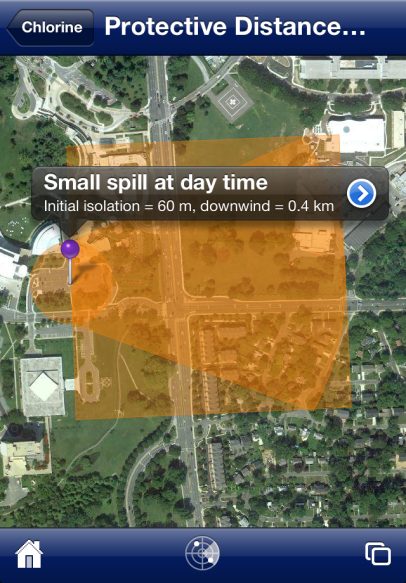 Chlorine
Protective Distance…
Small spill at day time
Initial isolation = 60 m, downwind = 0.4 km